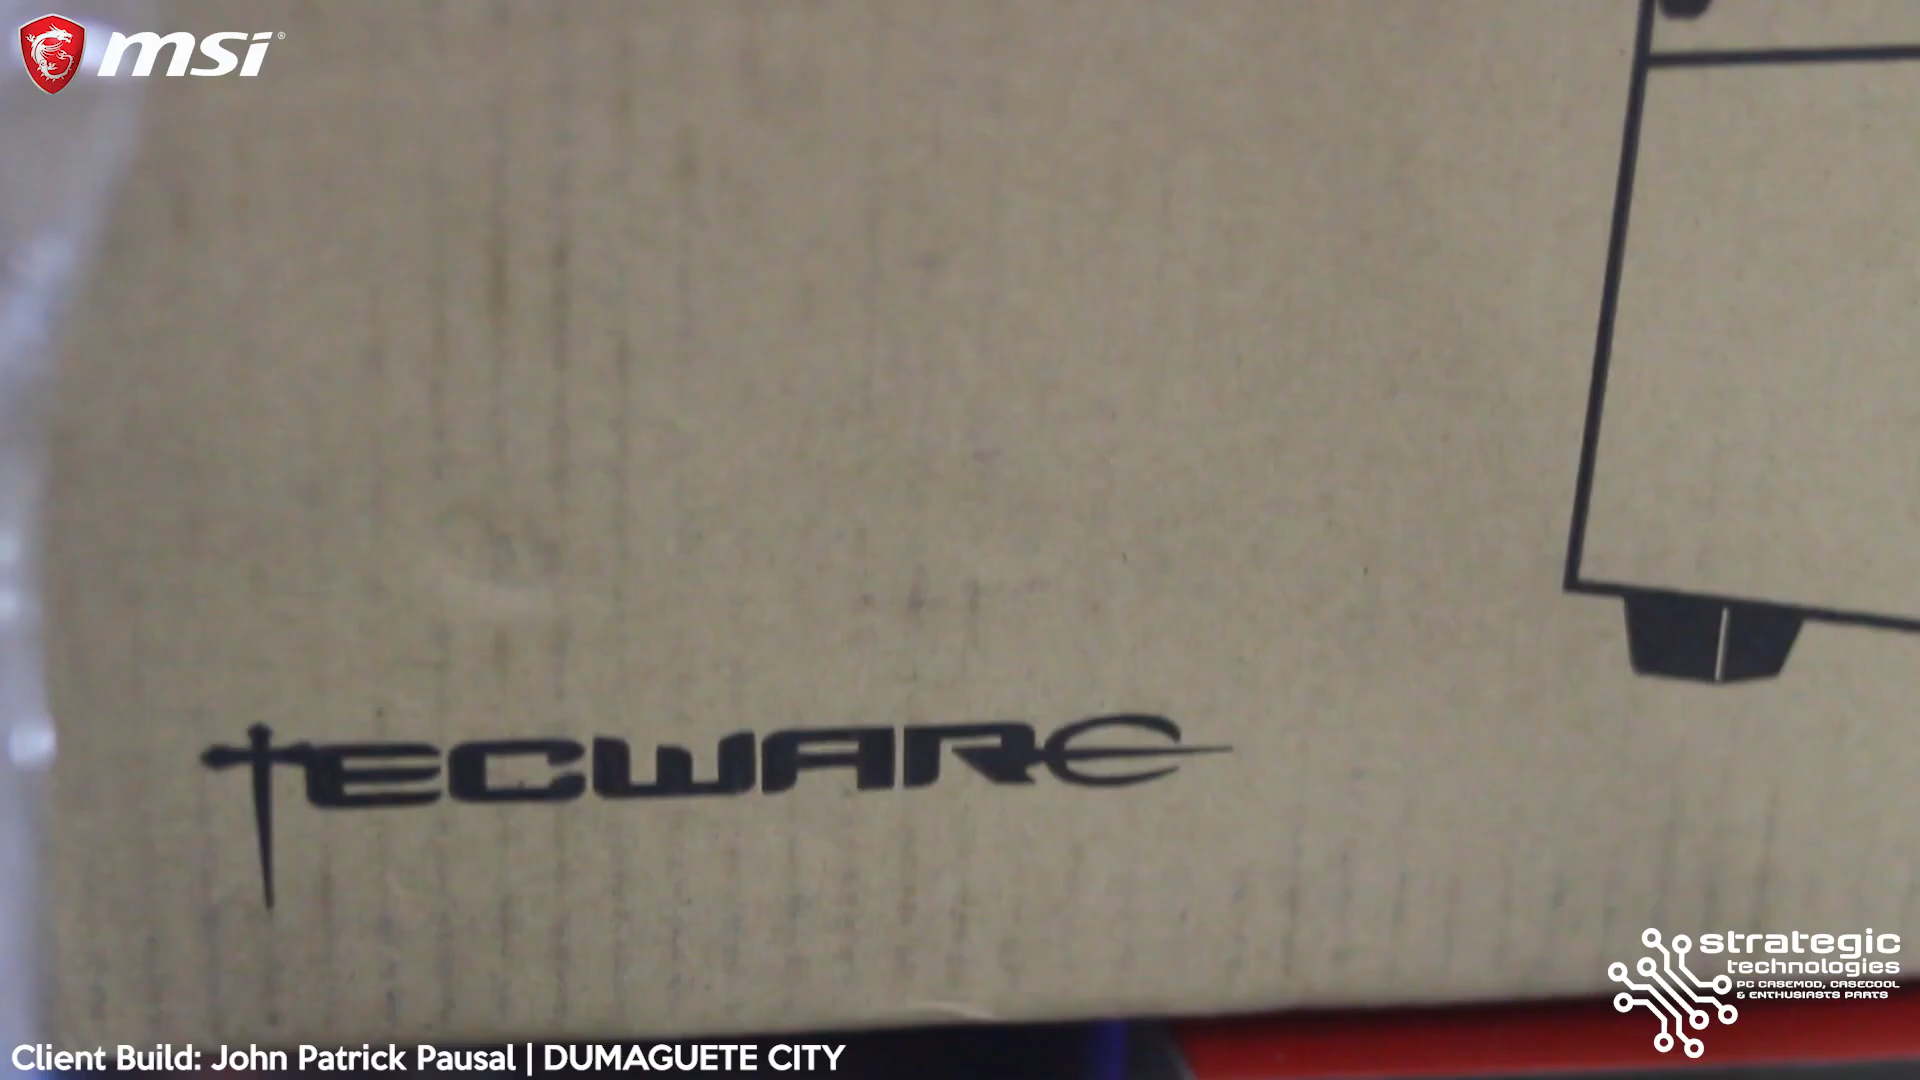 msi
TECWARE
strategic
technologies
PC CASEMOD, CASECOOL
& ENTHUSIASTS PARTS
Client Build: John Patrick Pausal | DUMAGUETE CITY